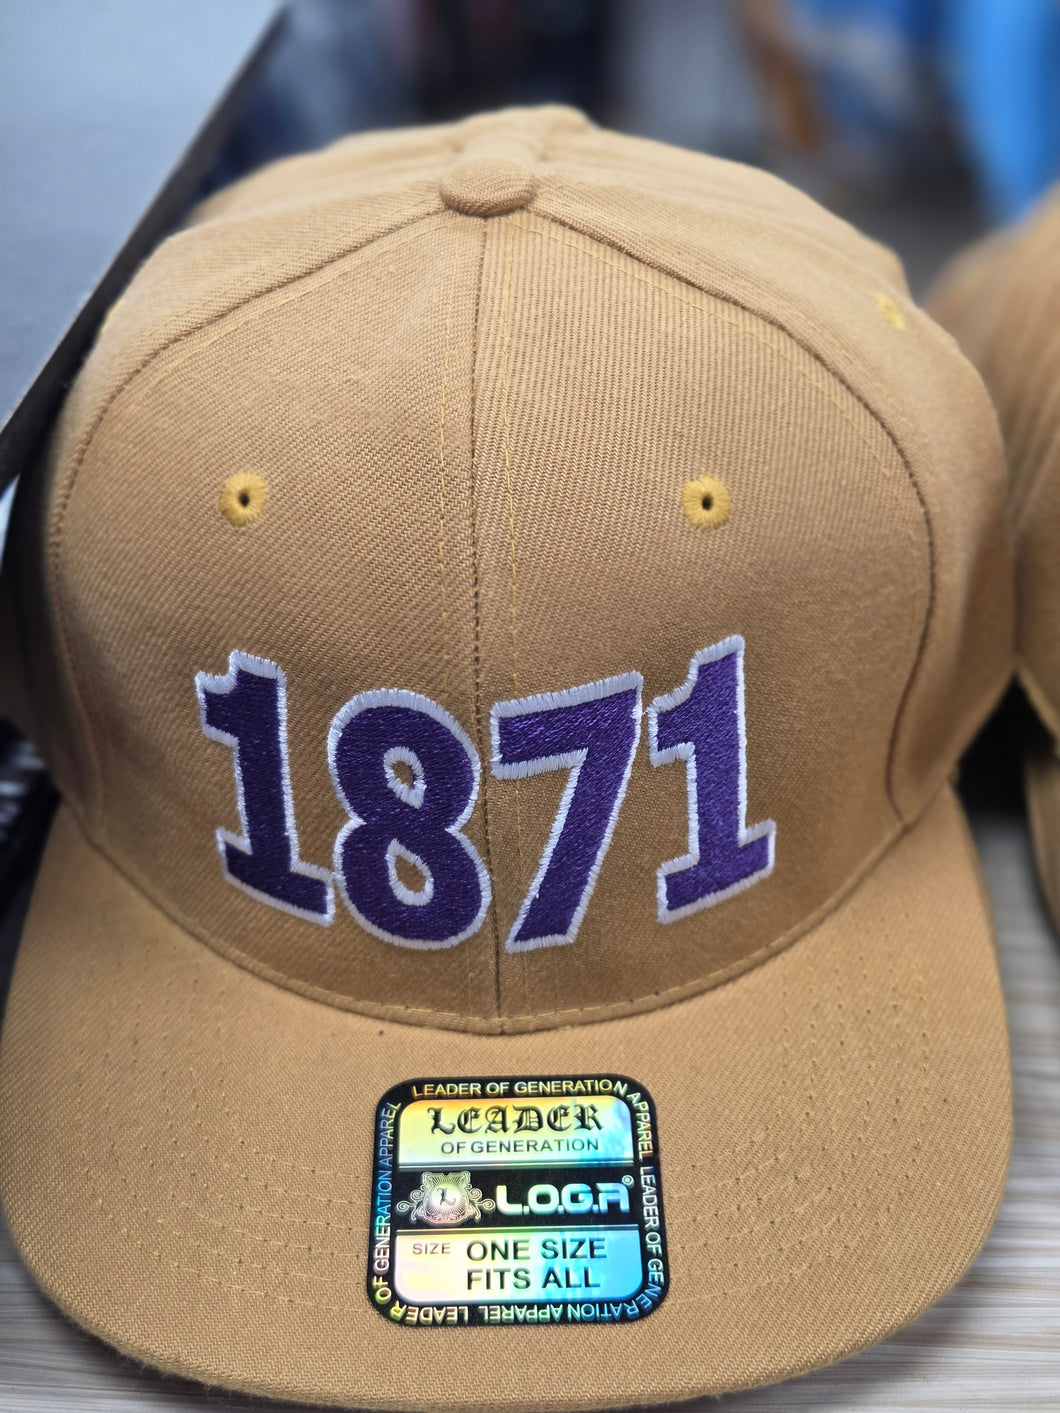 1871
LEADER OF GENERATION APPAREL
LEADER OF GENERATION APPAREL
LEADER OF GENERATION APPAREL
LEADER
OF GENERATION
L
L.O.G.A®
SIZE ONE SIZE
FITS ALL